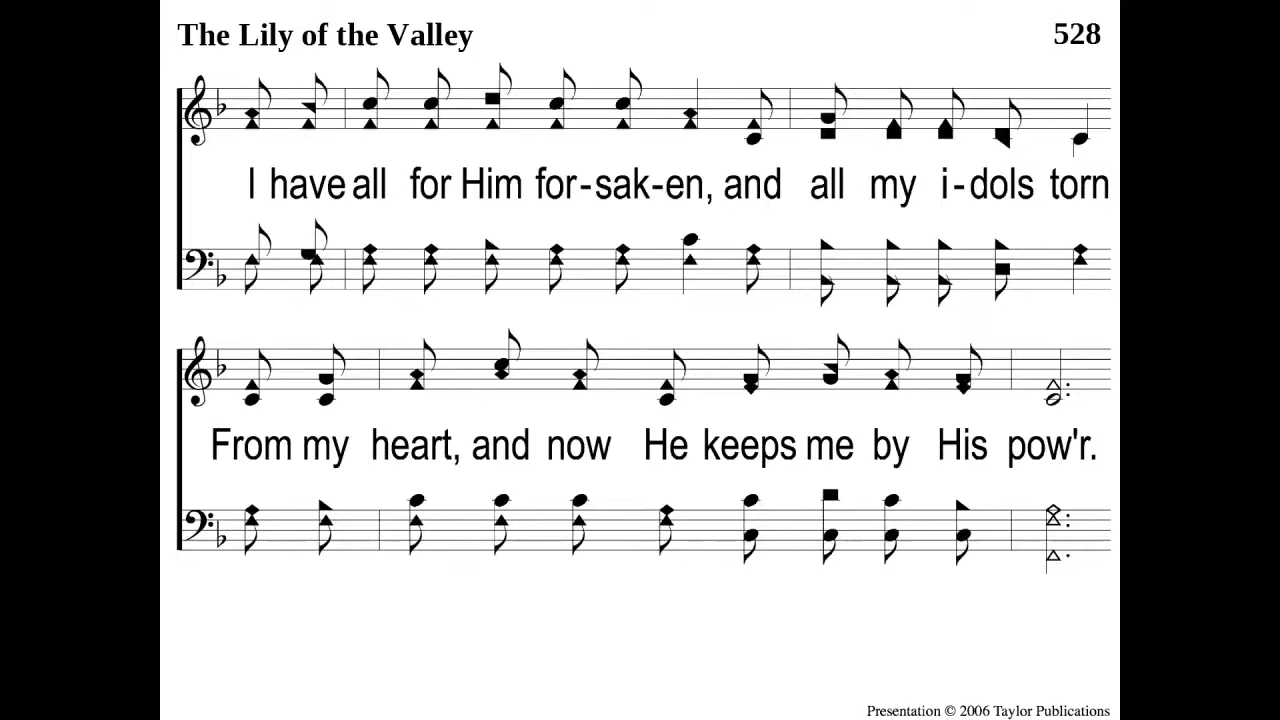 The Lily of the Valley 528
I have all for Him for-sak-en, and all my i-dols torn
From my heart, and now He keeps me by His pow'r.
Presentation © 2006 Taylor Publications